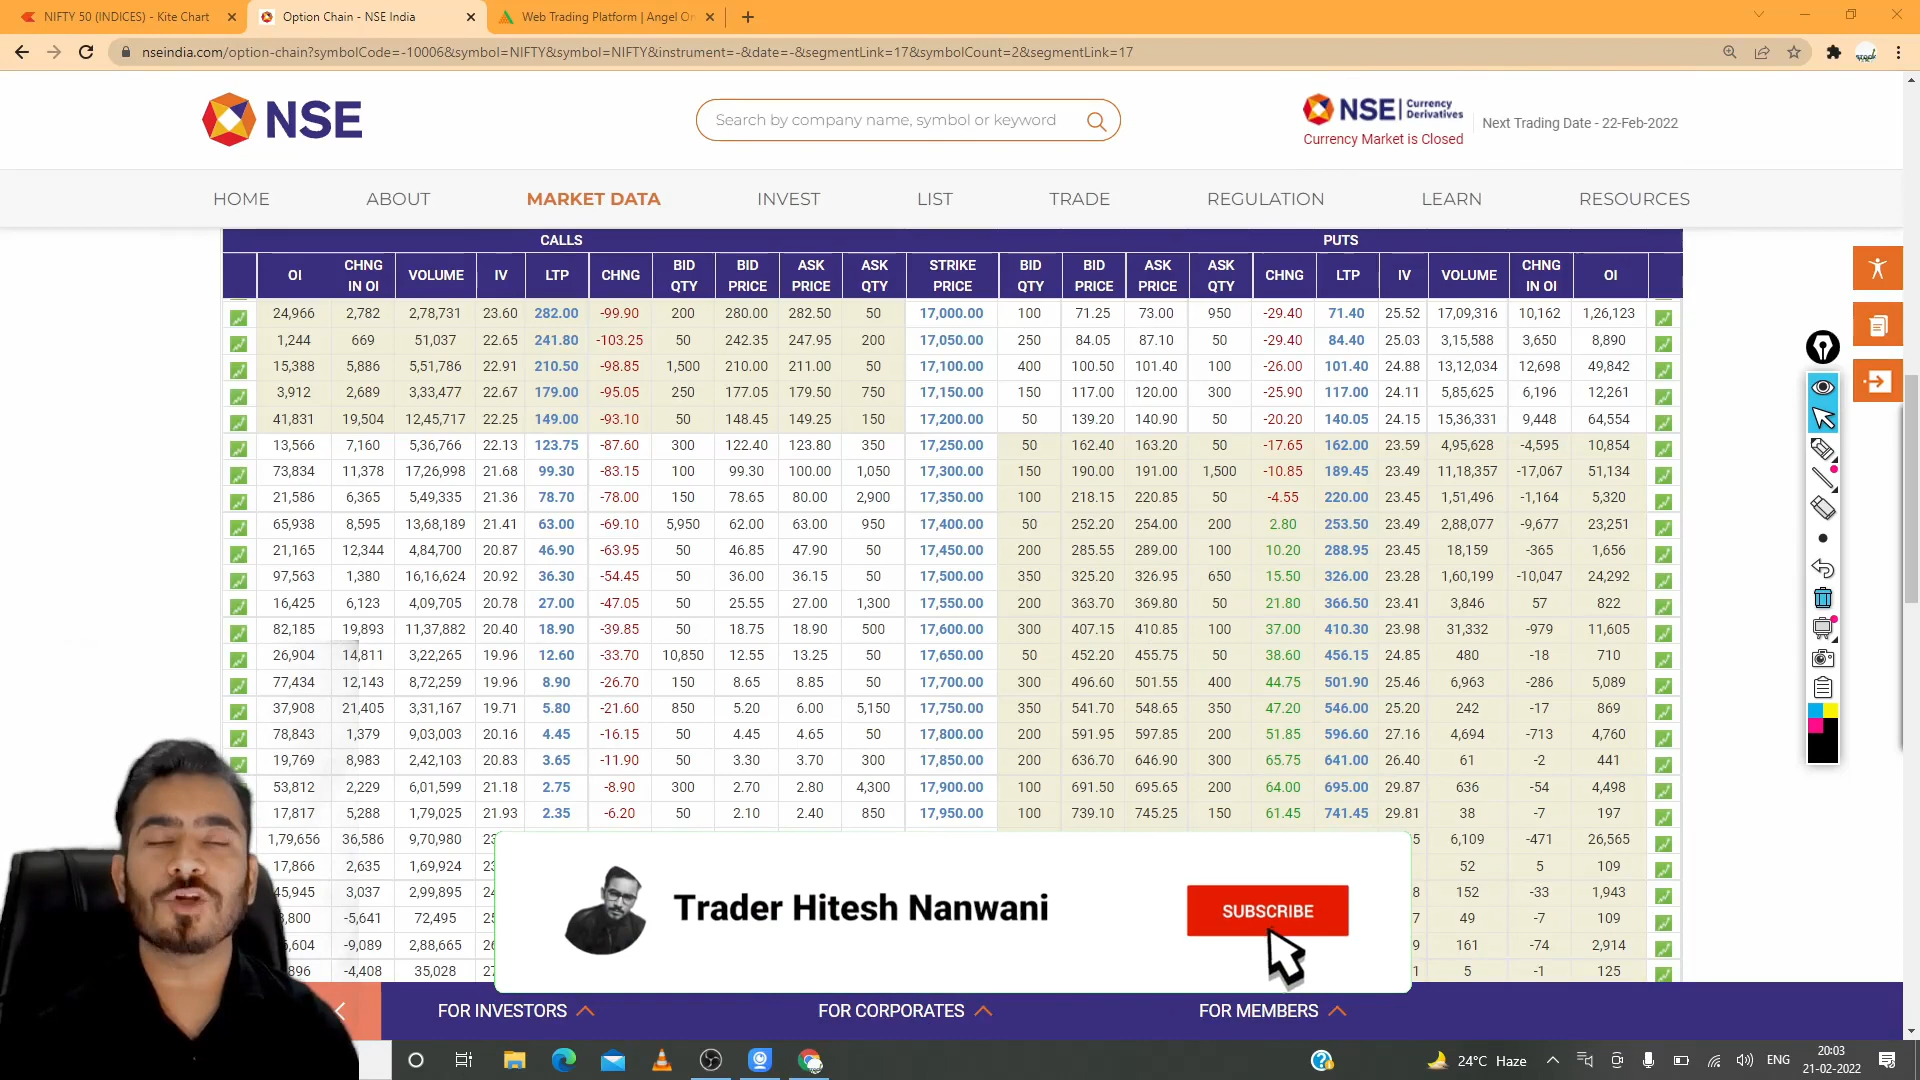 NIFTY 50 (INDICES) - Kite Chart
Option Chain - NSE India
Web Trading Platform | Angel On
nseindia.com/option-chain?symbolCode=-10006&symbol=NIFTY&symbol=NIFTY&instrument=-&date=-&segmentLink=17&symbolCount=2&segmentLink=17
NSE
Search by company name, symbol or keyword
NSE Currency Derivatives
Currency Market is Closed
Next Trading Date - 22-Feb-2022
HOME ABOUT MARKET DATA INVEST LIST TRADE REGULATION LEARN RESOURCES
CALLS PUTS
OI CHNG IN OI VOLUME IV LTP CHNG BID QTY BID PRICE ASK PRICE ASK QTY STRIKE PRICE BID QTY BID PRICE ASK PRICE ASK QTY CHNG LTP IV VOLUME CHNG IN OI OI
24,966 2,782 2,78,731 23.60 282.00 -99.90 200 280.00 282.50 50 17,000.00 100 71.25 73.00 950 -29.40 71.40 25.52 17,09,316 10,162 1,26,123
1,244 669 51,037 22.65 241.80 -103.25 50 242.35 247.95 200 17,050.00 250 84.05 87.10 50 -29.40 84.40 25.03 3,15,588 3,650 8,890
15,388 5,886 5,51,786 22.91 210.50 -98.85 1,500 210.00 211.00 50 17,100.00 400 100.50 101.40 100 -26.00 101.40 24.88 13,12,034 12,698 49,842
3,912 2,689 3,33,477 22.67 179.00 -95.05 250 177.05 179.50 750 17,150.00 150 117.00 120.00 300 -25.90 117.00 24.11 5,85,625 6,196 12,261
41,831 19,504 12,45,717 22.25 149.00 -93.10 50 148.45 149.25 150 17,200.00 50 139.20 140.90 50 -20.20 140.05 24.15 15,36,331 9,448 64,554
13,566 7,160 5,36,766 22.13 123.75 -87.60 300 122.40 123.80 350 17,250.00 50 162.40 163.20 50 -17.65 162.00 23.59 4,95,628 -4,595 10,854
73,834 11,378 17,26,998 21.68 99.30 -83.15 100 99.30 100.00 1,050 17,300.00 150 190.00 191.00 1,500 -10.85 189.45 23.49 11,18,357 -17,067 51,134
21,586 6,365 5,49,335 21.36 78.70 -78.00 150 78.65 80.00 2,900 17,350.00 100 218.15 220.85 50 -4.55 220.00 23.45 1,51,496 -1,164 5,320
65,938 8,595 13,68,189 21.41 63.00 -69.10 5,950 62.00 63.00 950 17,400.00 50 252.20 254.00 200 2.80 253.50 23.49 2,88,077 -9,677 23,251
21,165 12,344 4,84,700 20.87 46.90 -63.95 50 46.85 47.90 50 17,450.00 200 285.55 289.00 100 10.20 288.95 23.45 18,159 -365 1,656
97,563 1,380 16,16,624 20.92 36.30 -54.45 50 36.00 36.15 50 17,500.00 350 325.20 326.95 650 15.50 326.00 23.28 1,60,199 -10,047 24,292
16,425 6,123 4,09,705 20.78 27.00 -47.05 50 25.55 27.00 1,300 17,550.00 200 363.70 369.80 50 21.80 366.50 23.41 3,846 57 822
82,185 19,893 11,37,882 20.40 18.90 -39.85 50 18.75 18.90 500 17,600.00 300 407.15 410.85 100 37.00 410.30 23.98 31,332 -979 11,605
26,904 14,811 3,22,265 19.96 12.60 -33.70 10,850 12.55 13.25 50 17,650.00 50 452.20 455.75 50 38.60 456.15 24.85 480 -18 710
77,434 12,143 8,72,259 19.96 8.90 -26.70 150 8.65 8.85 50 17,700.00 300 496.60 501.55 400 44.75 501.90 25.46 6,963 -286 5,089
37,908 21,405 3,31,167 19.71 5.80 -21.60 850 5.20 6.00 5,150 17,750.00 350 541.70 548.65 350 47.20 546.00 25.20 242 -17 869
78,843 1,379 9,03,003 20.16 4.45 -16.15 50 4.45 4.65 50 17,800.00 200 591.95 597.85 200 51.85 596.60 27.16 4,694 -713 4,760
19,769 8,983 2,42,103 20.83 3.65 -11.90 50 3.30 3.70 300 17,850.00 200 636.70 646.90 300 65.75 641.00 26.40 61 -2 441
53,812 2,229 6,01,599 21.18 2.75 -8.90 300 2.70 2.80 4,300 17,900.00 100 691.50 695.65 200 64.00 695.00 29.87 636 -54 4,498
17,817 5,288 1,79,025 21.93 2.35 -6.20 50 2.10 2.40 850 17,950.00 100 739.10 745.25 150 61.45 741.45 29.81 38 -7 197
1,79,656 36,586 9,70,980 6,109 -471 26,565
17,866 2,635 1,69,924 52 5 109
45,945 3,037 2,99,895 152 -33 1,943
-5,641 72,495 49 -7 109
-9,089 2,88,665 161 -74 2,914
-4,408 35,028 5 -1 125
Trader Hitesh Nanwani
SUBSCRIBE
FOR INVESTORS FOR CORPORATES FOR MEMBERS
24°C Haze
ENG
20:03
21-02-2022